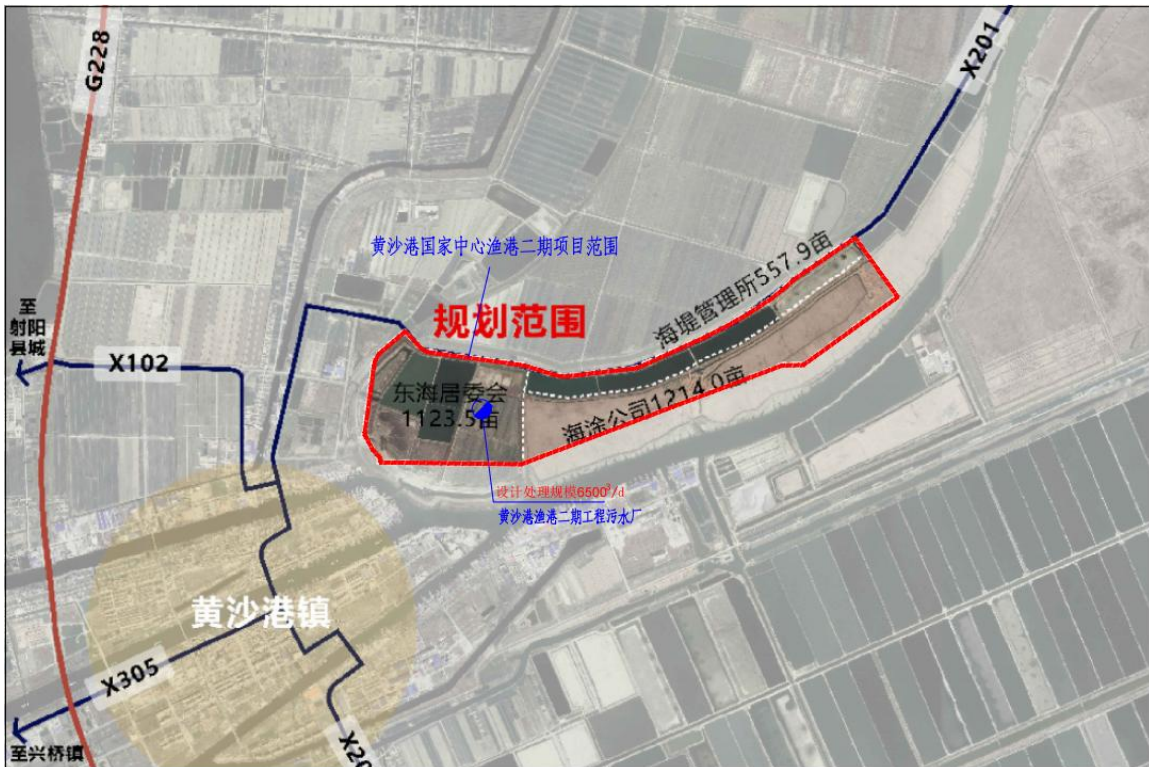 G228
X201
黄沙港国家中心渔港二期项目范围
规划范围
海堤管理所557.9亩
至
射阳
县城
X102
东海居委会
1123.5亩
海涂公司1214.0亩
设计处理规模6500³/d
黄沙港渔港二期工程污水厂
黄沙港镇
X305
至兴桥镇